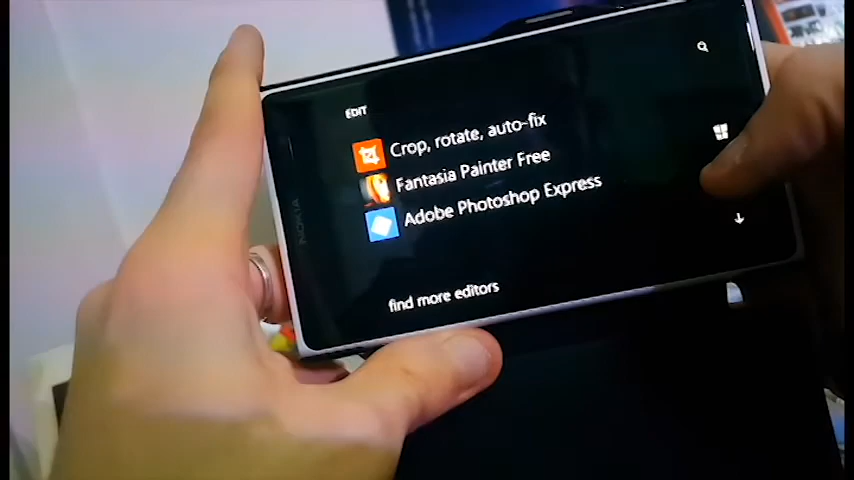 EDIT
Crop, rotate, auto-fix
Fantasia Painter Free
Adobe Photoshop Express
find more editors
NOKIA